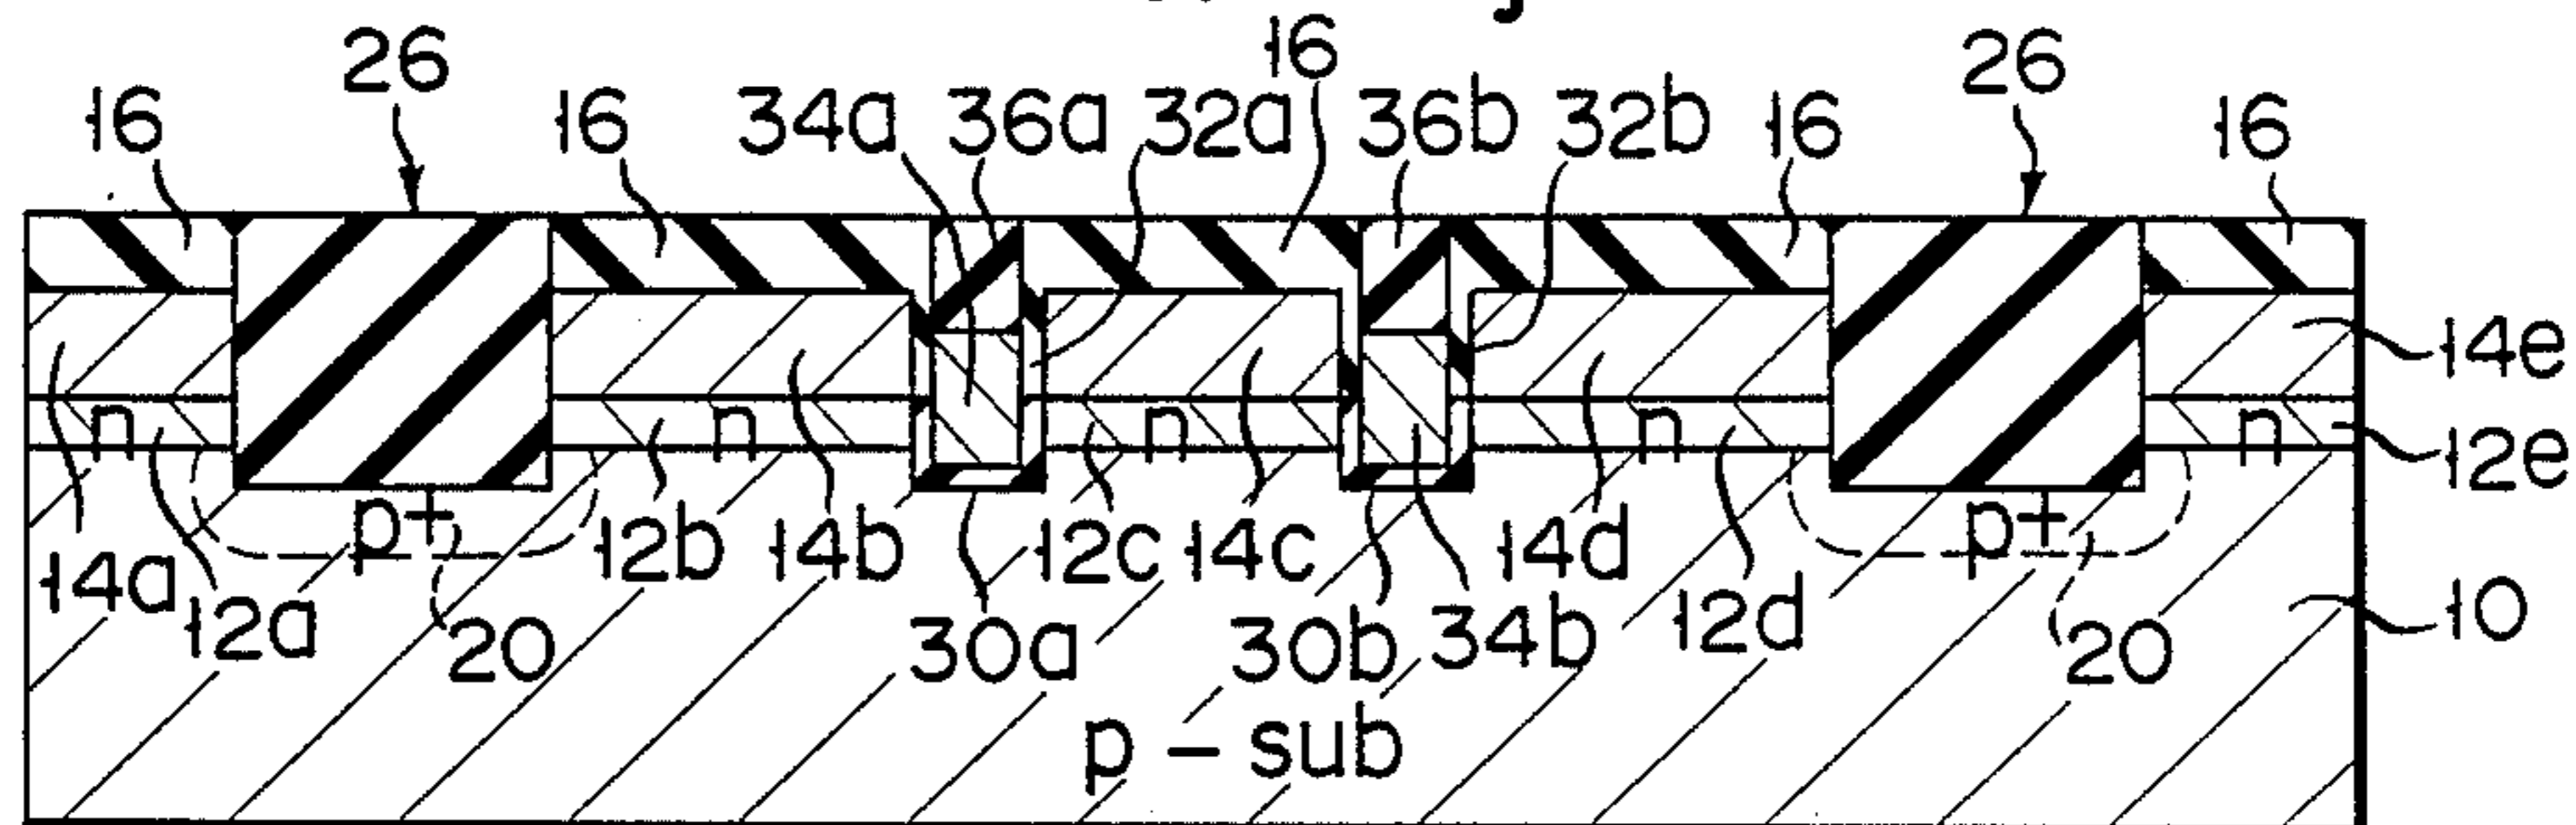 16 26 16 34a 36a 32a 16 36b 32b 16 26 16
14e
n n n n n
12e
p+ p+
14a 12a 20 12b 14b 30a 12c 14c 30b 34b 14d 12d 20 10
p - sub